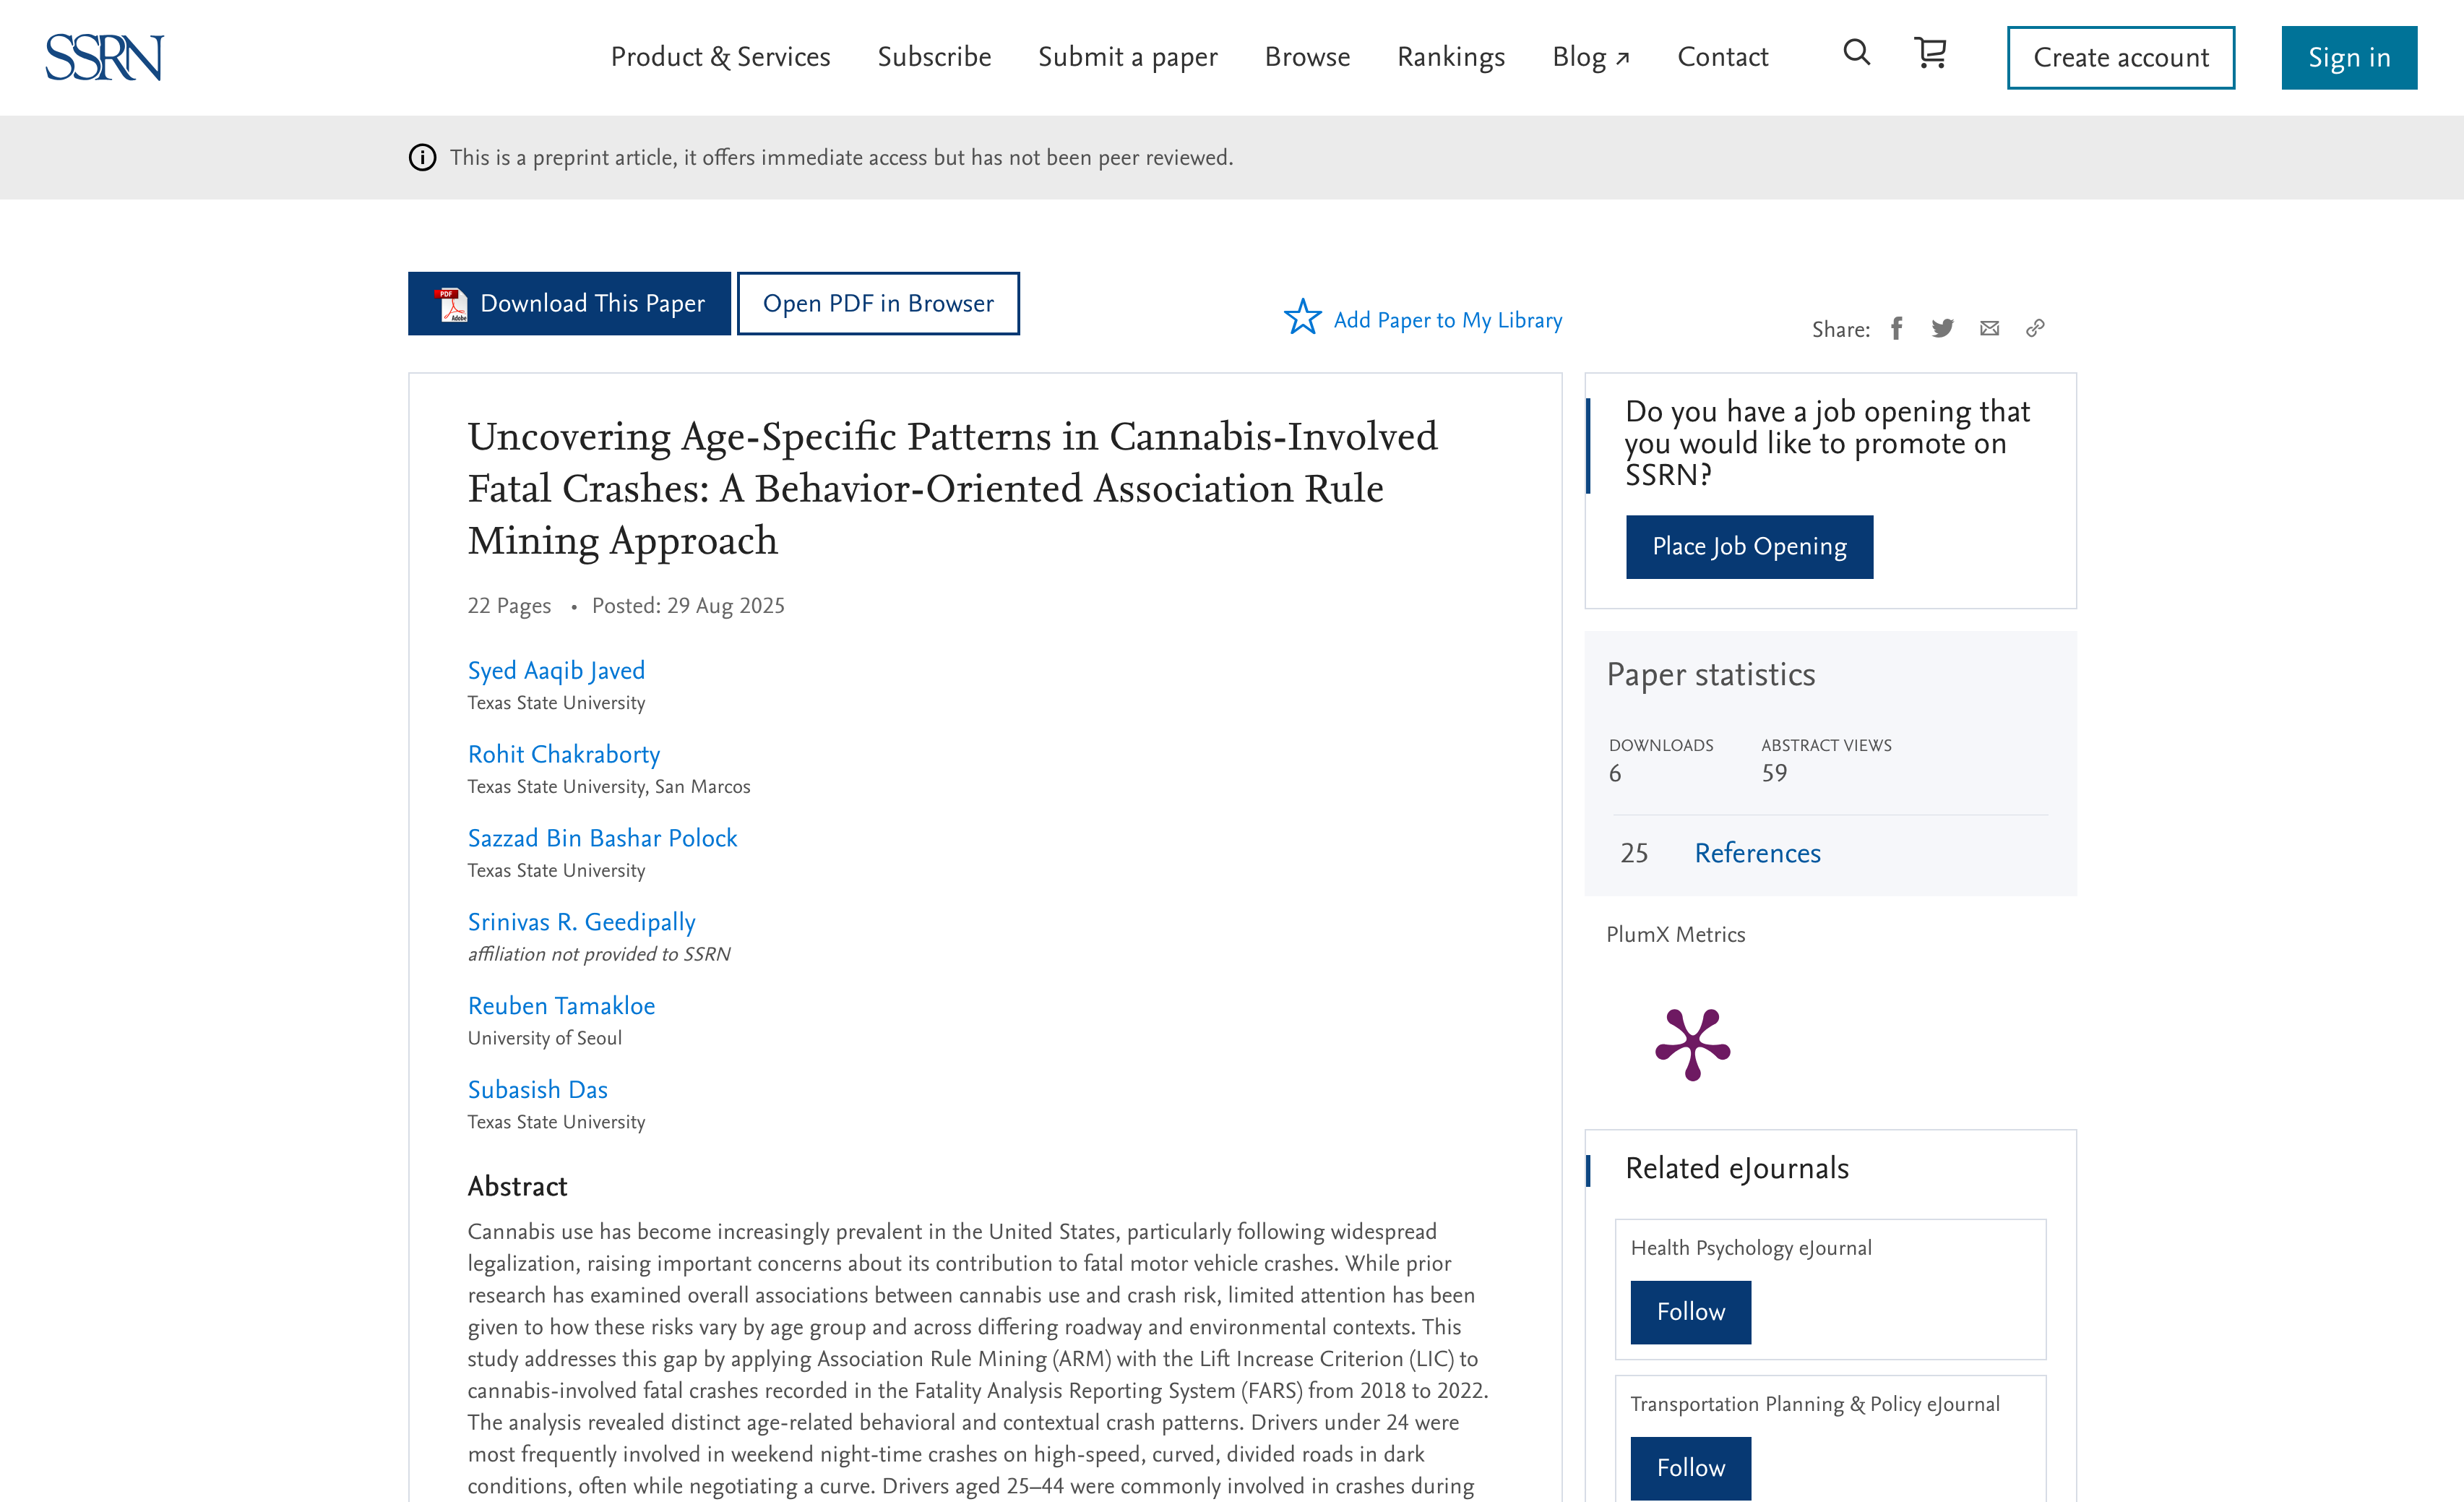 SSRN
Product & Services
Subscribe
Submit a paper
Browse
Rankings
Blog ↗
Contact
Create account
Sign in
This is a preprint article, it offers immediate access but has not been peer reviewed.
PDF
Adobe
Download This Paper
Open PDF in Browser
Add Paper to My Library
Share:
Uncovering Age-Specific Patterns in Cannabis-Involved
Fatal Crashes: A Behavior-Oriented Association Rule
Mining Approach
22 Pages • Posted: 29 Aug 2025
Syed Aaqib Javed
Texas State University
Rohit Chakraborty
Texas State University, San Marcos
Sazzad Bin Bashar Polock
Texas State University
Srinivas R. Geedipally
affiliation not provided to SSRN
Reuben Tamakloe
University of Seoul
Subasish Das
Texas State University
Abstract
Cannabis use has become increasingly prevalent in the United States, particularly following widespread
legalization, raising important concerns about its contribution to fatal motor vehicle crashes. While prior
research has examined overall associations between cannabis use and crash risk, limited attention has been
given to how these risks vary by age group and across differing roadway and environmental contexts. This
study addresses this gap by applying Association Rule Mining (ARM) with the Lift Increase Criterion (LIC) to
cannabis-involved fatal crashes recorded in the Fatality Analysis Reporting System (FARS) from 2018 to 2022.
The analysis revealed distinct age-related behavioral and contextual crash patterns. Drivers under 24 were
most frequently involved in weekend night-time crashes on high-speed, curved, divided roads in dark
conditions, often while negotiating a curve. Drivers aged 25–44 were commonly involved in crashes during
Do you have a job opening that
you would like to promote on
SSRN?
Place Job Opening
Paper statistics
DOWNLOADS
6
ABSTRACT VIEWS
59
25 References
PlumX Metrics
Related eJournals
Health Psychology eJournal
Follow
Transportation Planning & Policy eJournal
Follow